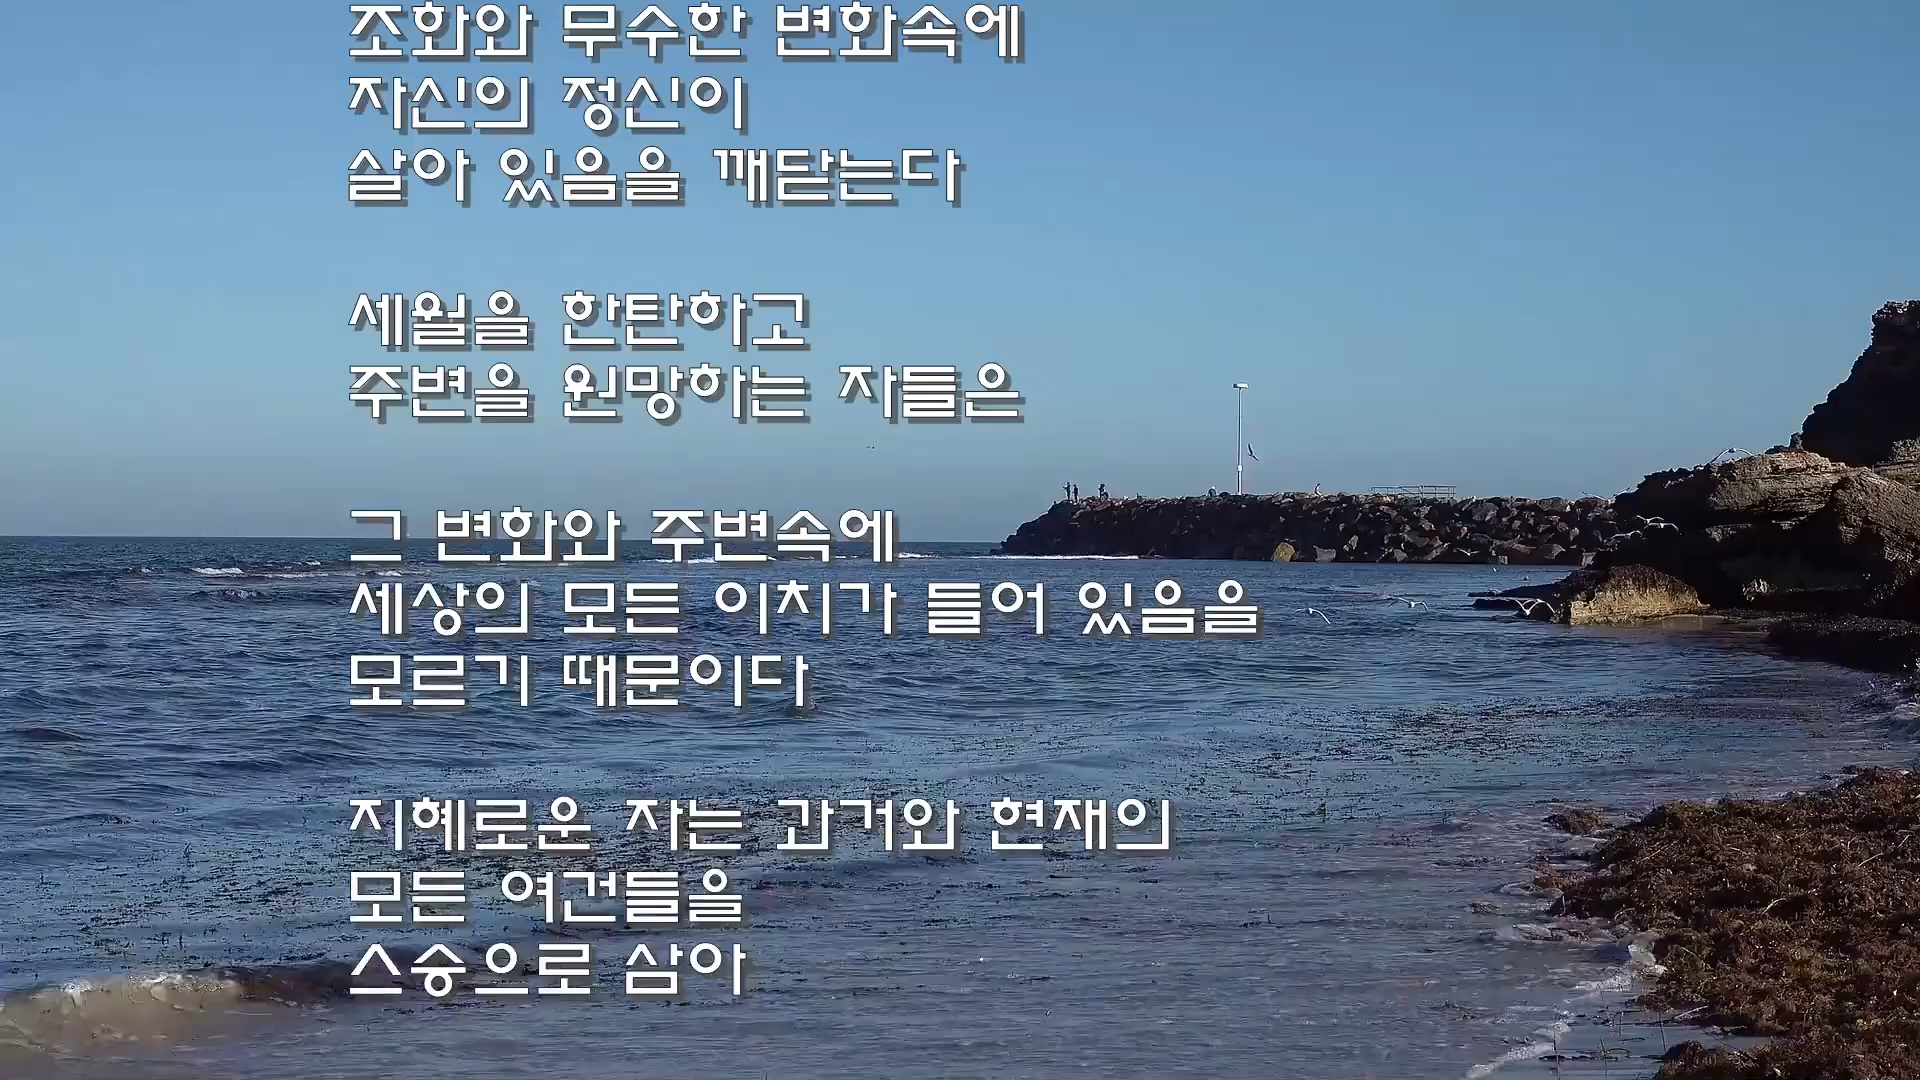 조화와 무수한 변화속에
자신의 정신이
살아 있음을 깨닫는다
세월을 한탄하고
주변을 원망하는 자들은
그 변화와 주변속에
세상의 모든 이치가 들어 있음을
모르기 때문이다
지혜로운 자는 과거와 현재의
모든 여건들을
스승으로 삼아